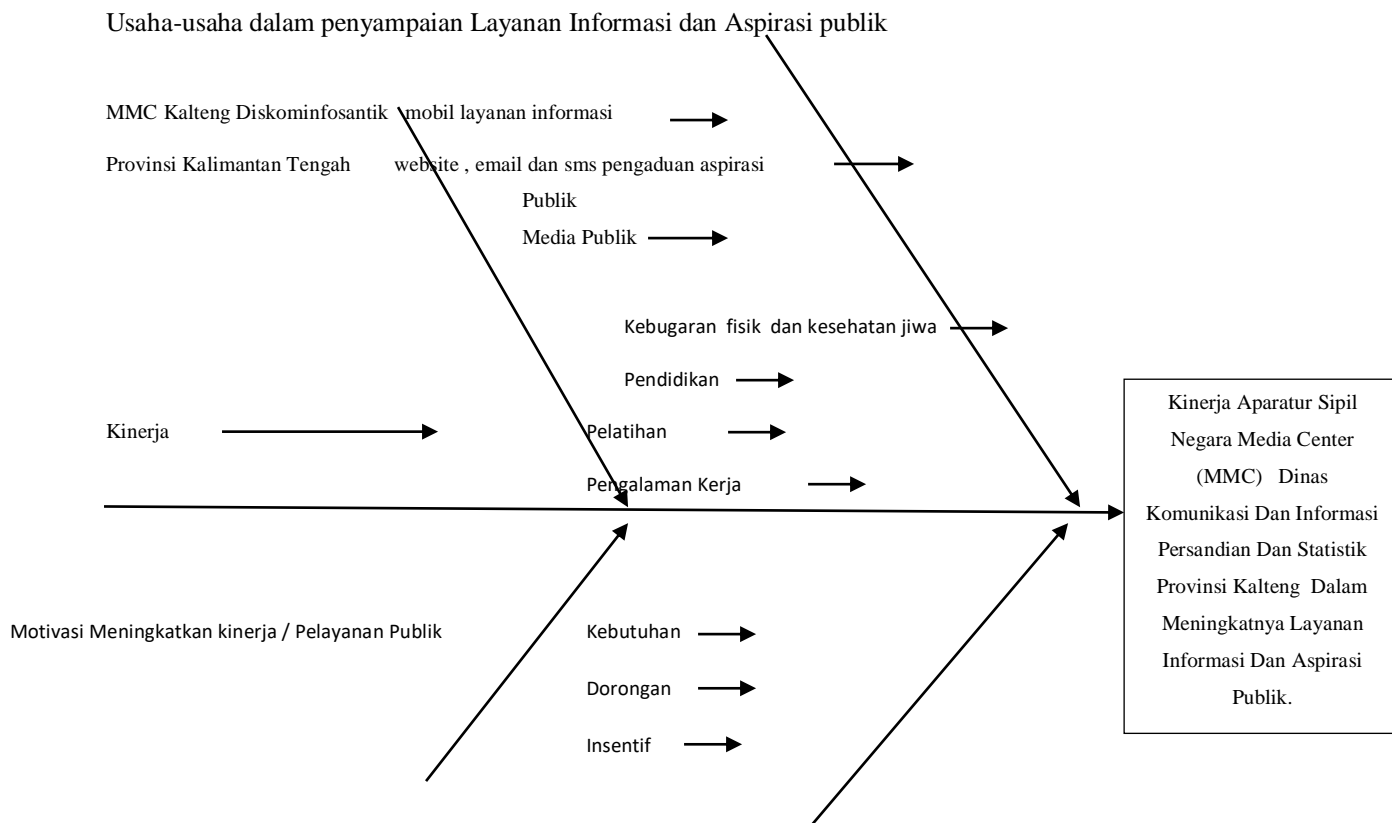 Usaha-usaha dalam penyampaian Layanan Informasi dan Aspirasi publik
MMC Kalteng Diskominfosantik mobil layanan informasi
Provinsi Kalimantan Tengah website , email dan sms pengaduan aspirasi
Publik
Media Publik
Kebugaran fisik dan kesehatan jiwa
Pendidikan
Kinerja
Pelatihan
Pengalaman Kerja
Motivasi Meningkatkan kinerja / Pelayanan Publik
Kebutuhan
Dorongan
Insentif
Kinerja Aparatur Sipil
Negara Media Center
(MMC) Dinas
Komunikasi Dan Informasi
Persandian Dan Statistik
Provinsi Kalteng Dalam
Meningkatnya Layanan
Informasi Dan Aspirasi
Publik.